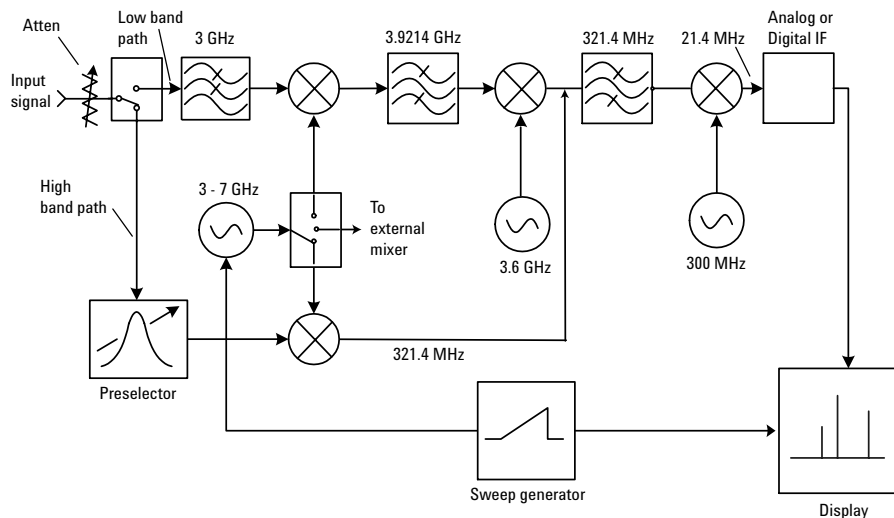 Atten
Low band
path
3 GHz
3.9214 GHz
321.4 MHz
21.4 MHz
Analog or
Digital IF
Input
signal
High
band path
3 - 7 GHz
To
external
mixer
3.6 GHz
300 MHz
Preselector
321.4 MHz
Sweep generator
Display